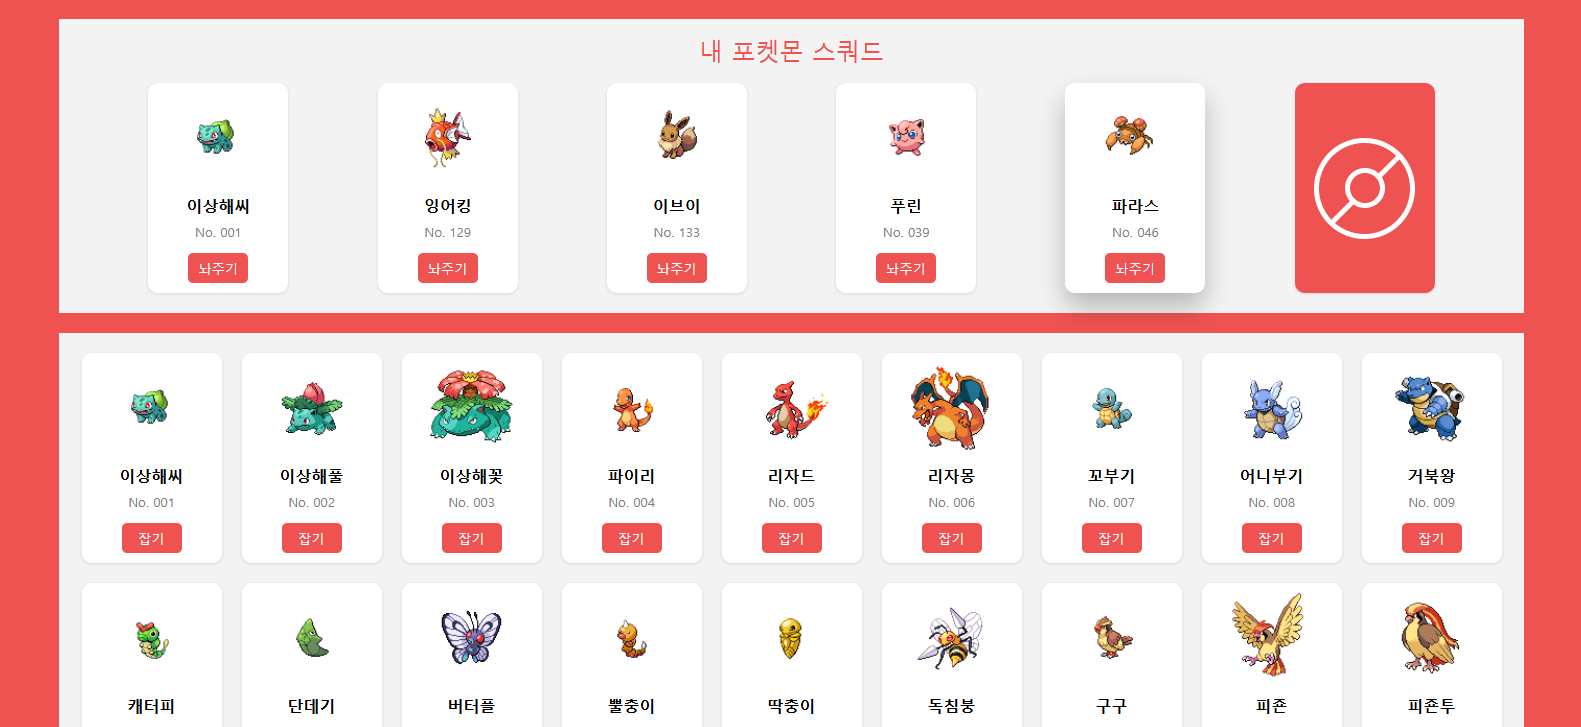 내 포켓몬 스쿼드
이상해씨 잉어킹 이브이 푸린 파라스
No. 001 No. 129 No. 133 No. 039 No. 046
놔주기 놔주기 놔주기 놔주기 놔주기
이상해씨 이상해풀 이상해꽃 파이리 리자드 리자몽 꼬부기 어니부기 거북왕
No. 001 No. 002 No. 003 No. 004 No. 005 No. 006 No. 007 No. 008 No. 009
잡기 잡기 잡기 잡기 잡기 잡기 잡기 잡기 잡기
캐터피 단데기 버터플 뿔충이 딱충이 독침붕 구구 피죤 피죤투